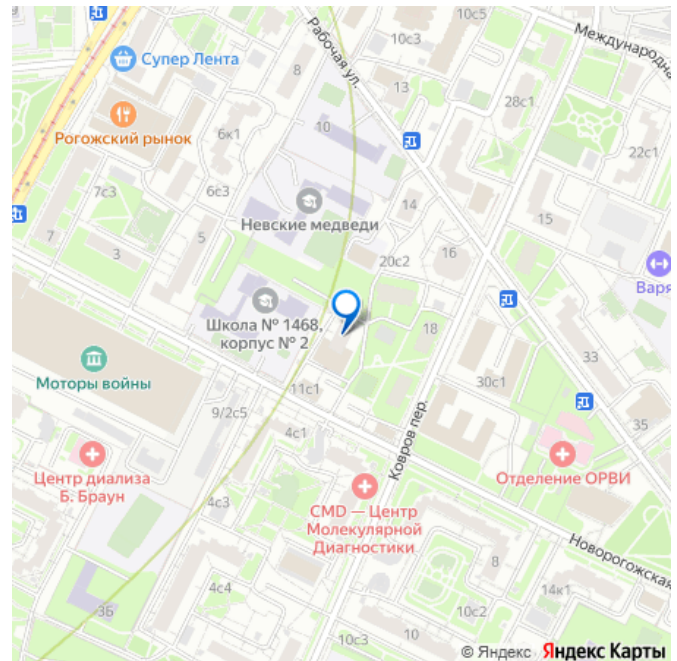 10с3
10с5
Международна
Супер Лента
Рабочая ул.
8
13
28с1
Рогожский рынок
6к1
10
22с1
7с3
6с3
Невские медведи
14
15
7
3
5
20с2
16
Варя
Школа № 1468,
корпус № 2
18
33
Моторы войны
11с1
30с1
9/2с5
4с1
Ковров пер.
35
Центр диализа
Б. Браун
Отделение ОРВИ
4с3
CMD — Центр
Молекулярной
Диагностики
Новорогожская
8
4с4
14к1
3Б
10с2
10с3
10
© Яндекс Яндекс Карты